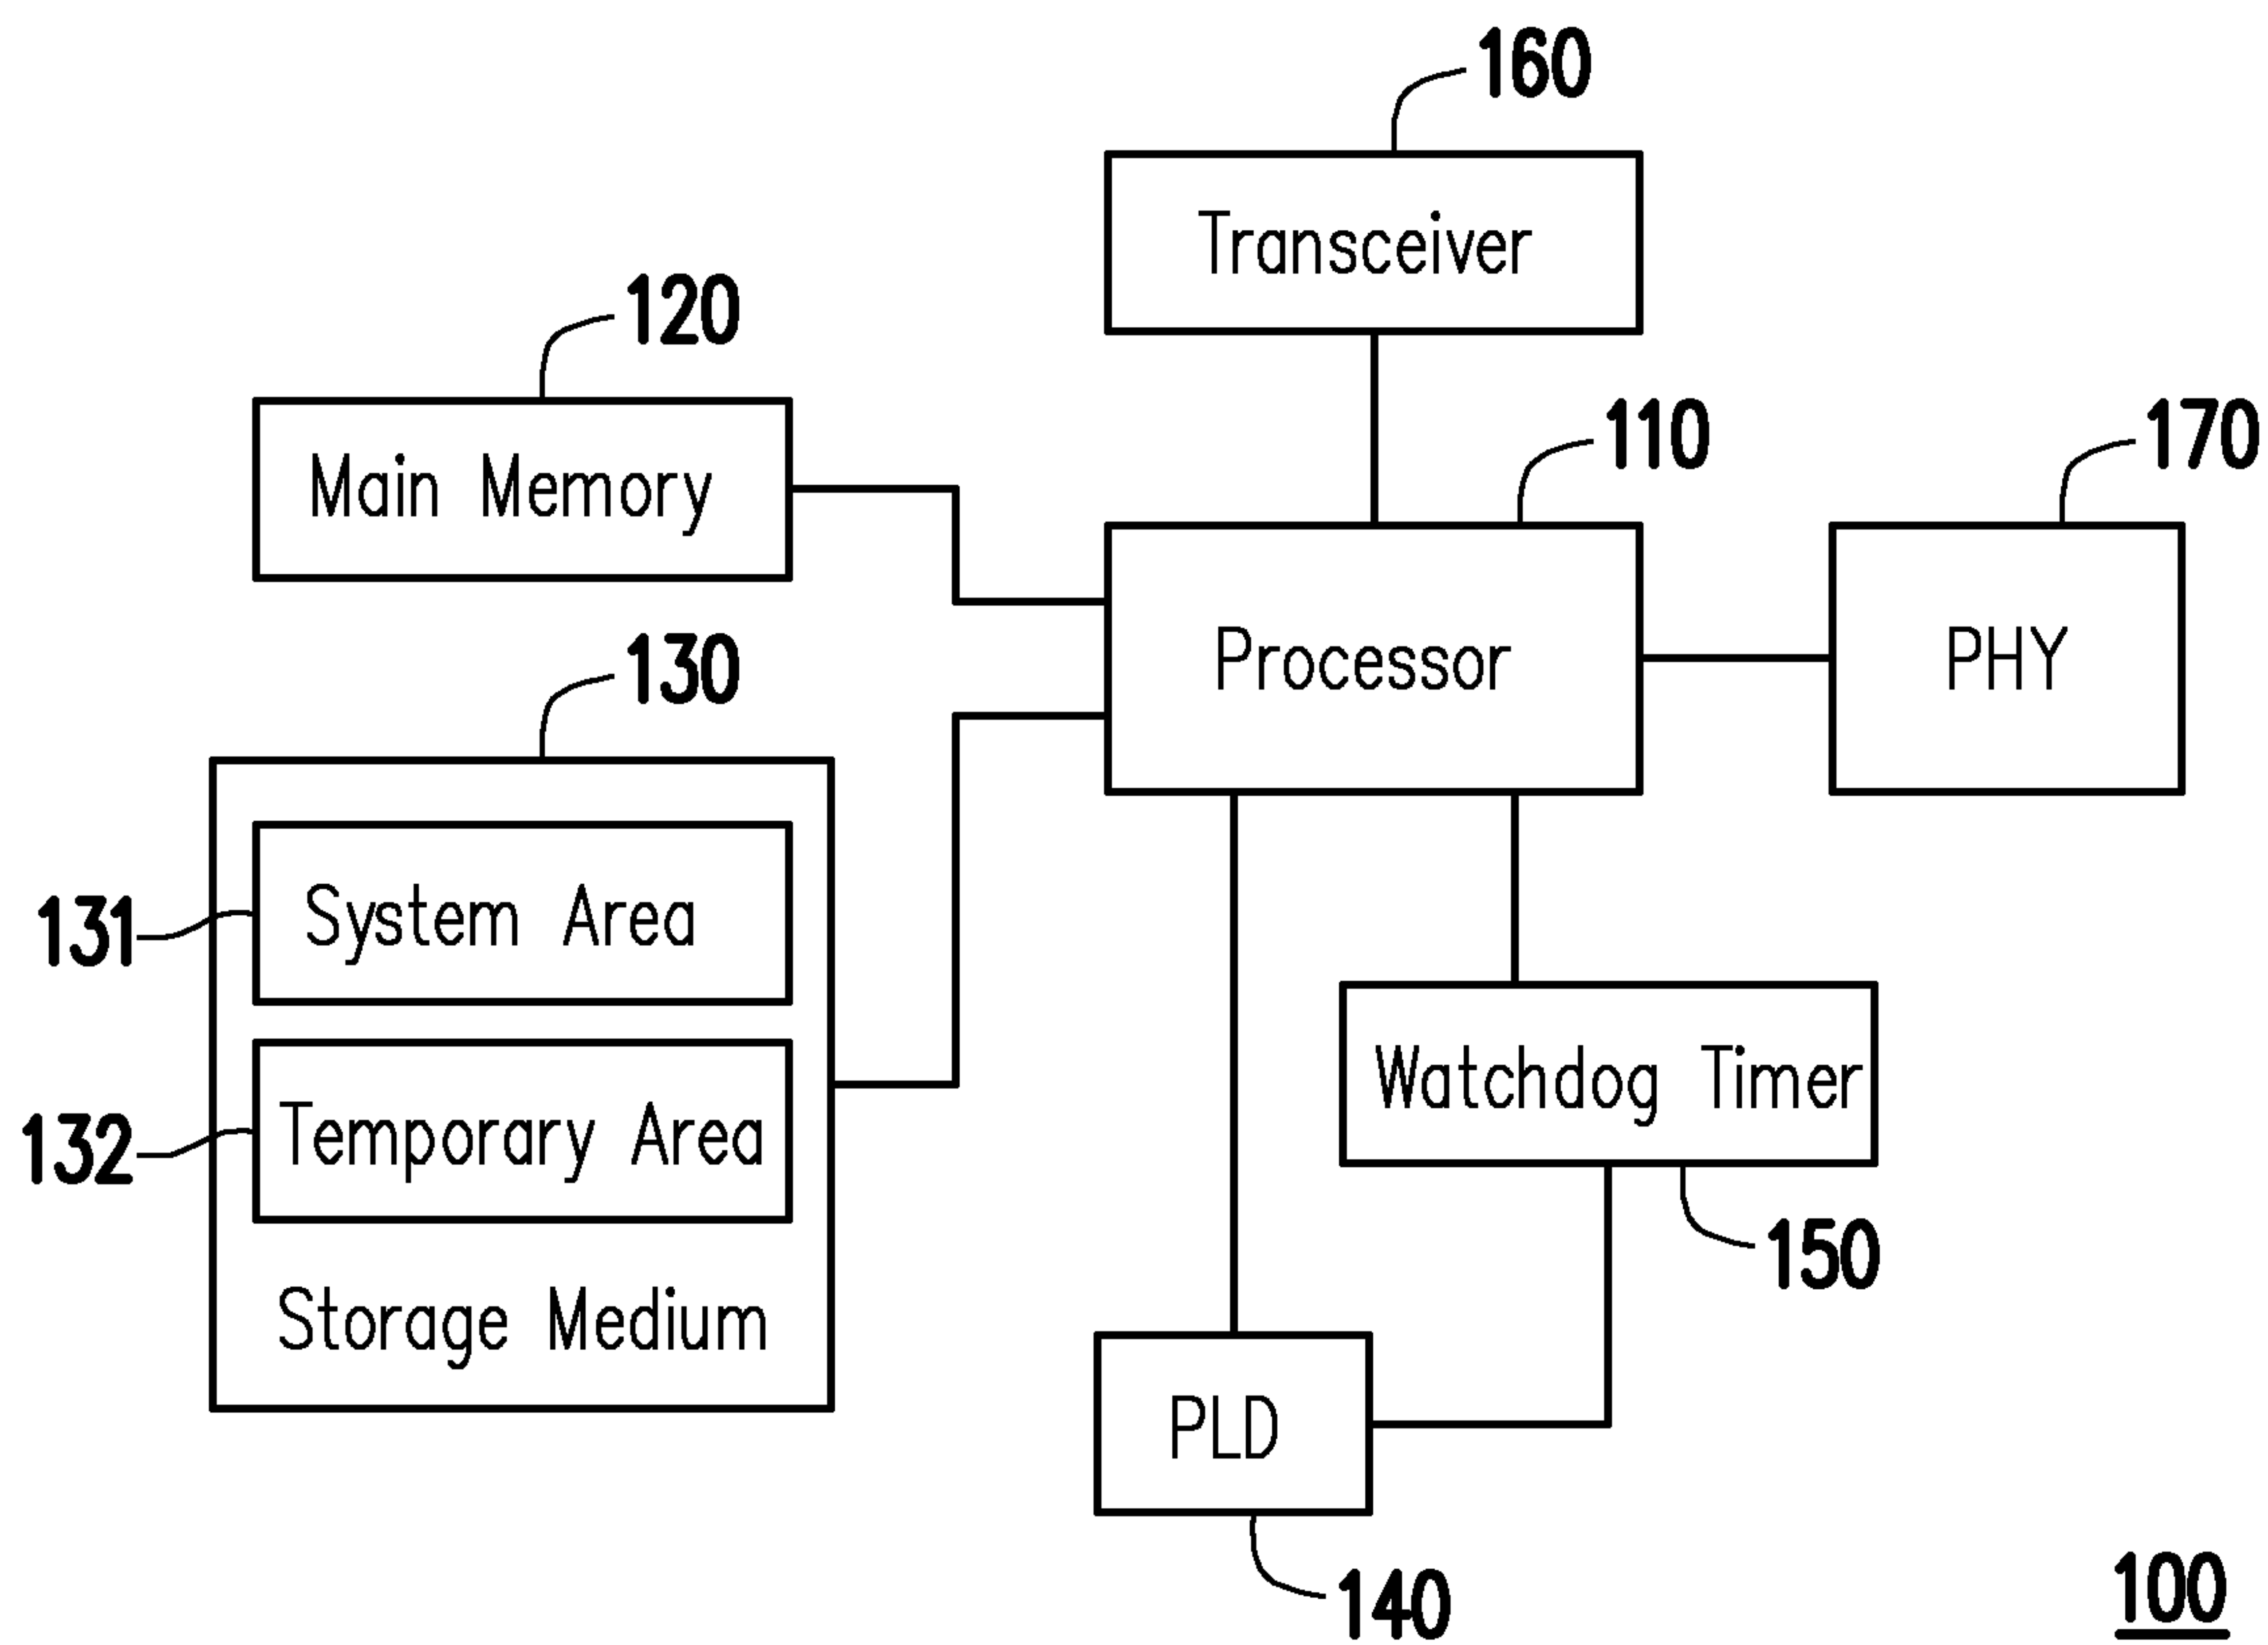 160
Transceiver
120
Main Memory
110
170
Processor
PHY
130
131
System Area
132
Temporary Area
Storage Medium
Watchdog Timer
150
PLD
140
100